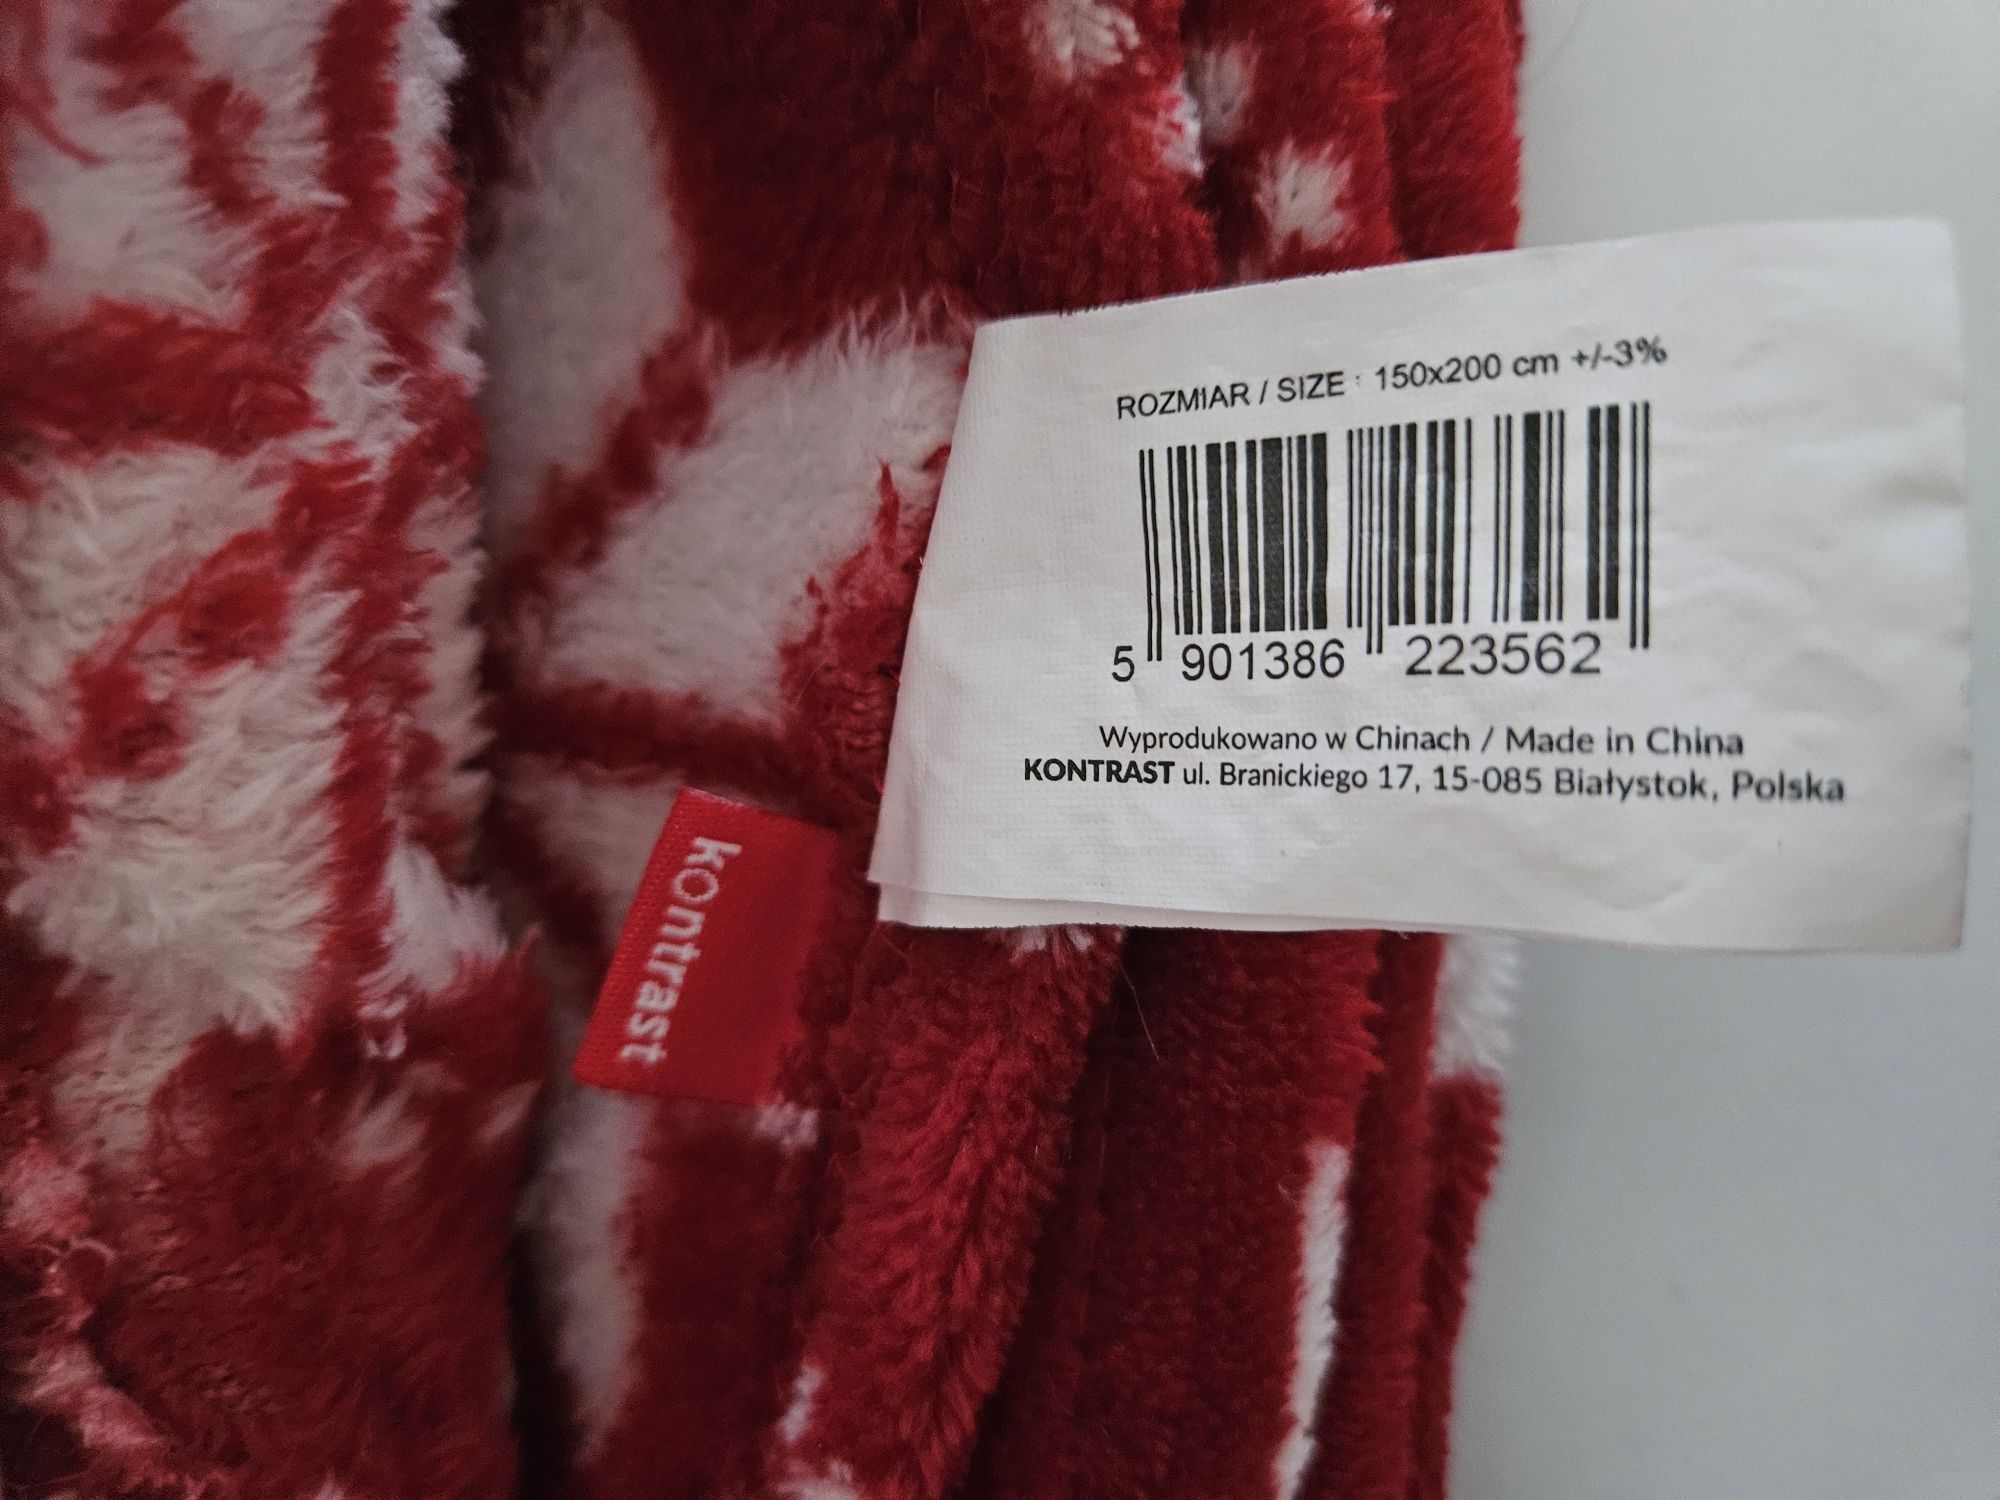 ROZMIAR / SIZE : 150x200 cm +/-3%
5 901386 223562
Wyprodukowano w Chinach / Made in China
KONTRAST ul. Branickiego 17, 15-085 Białystok, Polska
kontrast